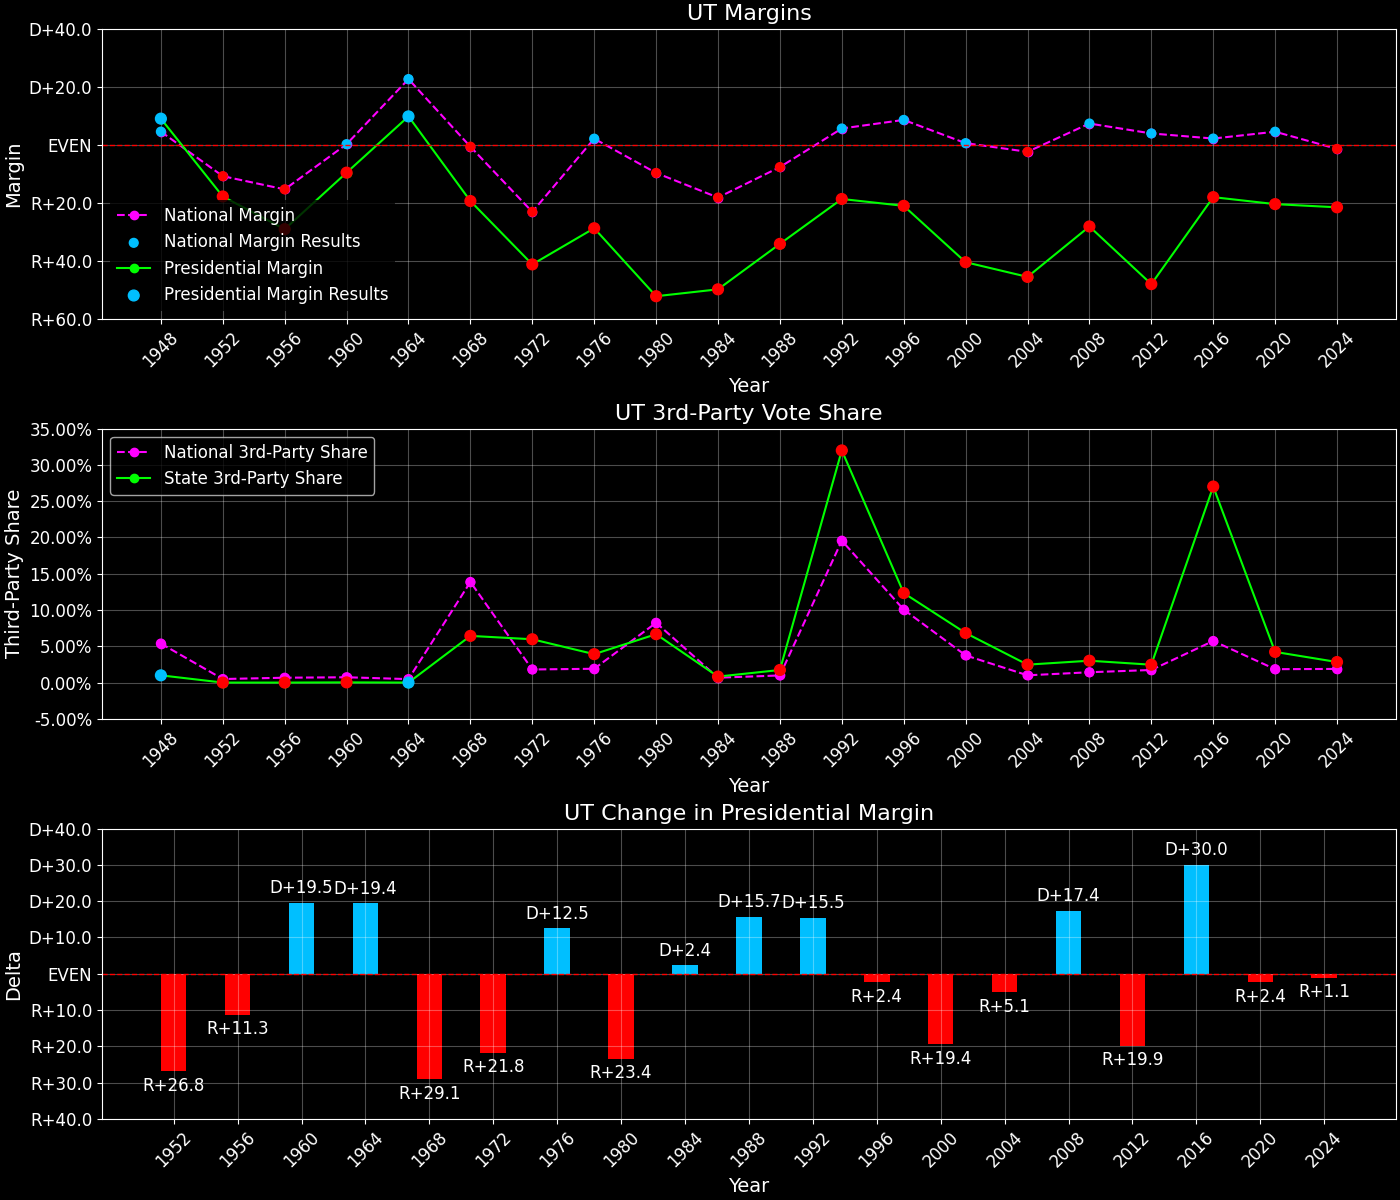 UT Margins
D+40.0
D+20.0
EVEN
R+20.0
R+40.0
R+60.0
Margin
National Margin
National Margin Results
Presidential Margin
Presidential Margin Results
1948 1952 1956 1960 1964 1968 1972 1976 1980 1984 1988 1992 1996 2000 2004 2008 2012 2016 2020 2024
Year
UT 3rd-Party Vote Share
35.00%
30.00%
25.00%
20.00%
15.00%
10.00%
5.00%
0.00%
-5.00%
Third-Party Share
National 3rd-Party Share
State 3rd-Party Share
1948 1952 1956 1960 1964 1968 1972 1976 1980 1984 1988 1992 1996 2000 2004 2008 2012 2016 2020 2024
Year
UT Change in Presidential Margin
D+40.0
D+30.0
D+20.0
D+10.0
EVEN
R+10.0
R+20.0
R+30.0
R+40.0
Delta
R+26.8
R+11.3
D+19.5
D+19.4
R+29.1
R+21.8
D+12.5
R+23.4
D+2.4
D+15.7
D+15.5
R+2.4
R+19.4
R+5.1
D+17.4
R+19.9
D+30.0
R+2.4
R+1.1
1952 1956 1960 1964 1968 1972 1976 1980 1984 1988 1992 1996 2000 2004 2008 2012 2016 2020 2024
Year